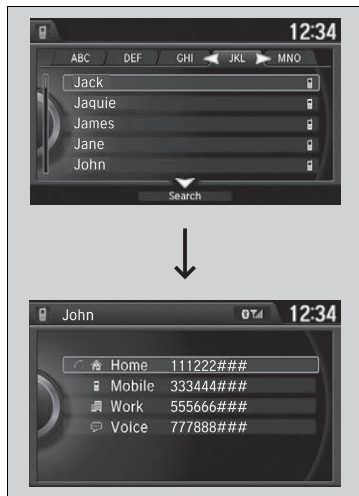 12:34
ABC DEF GHI JKL MNO
Jack
Jaquie
James
Jane
John
Search
John 12:34
Home 111222###
Mobile 333444###
Work 555666###
Voice 777888###